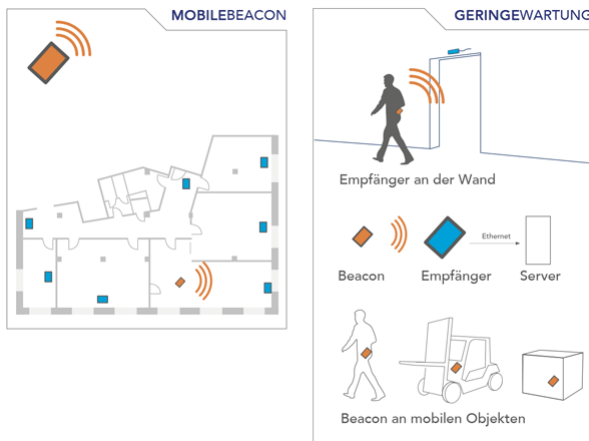 MOBILEBEACON
GERINGEWARTUNG
Empfänger an der Wand
Ethernet
Beacon
Empfänger
Server
Beacon an mobilen Objekten